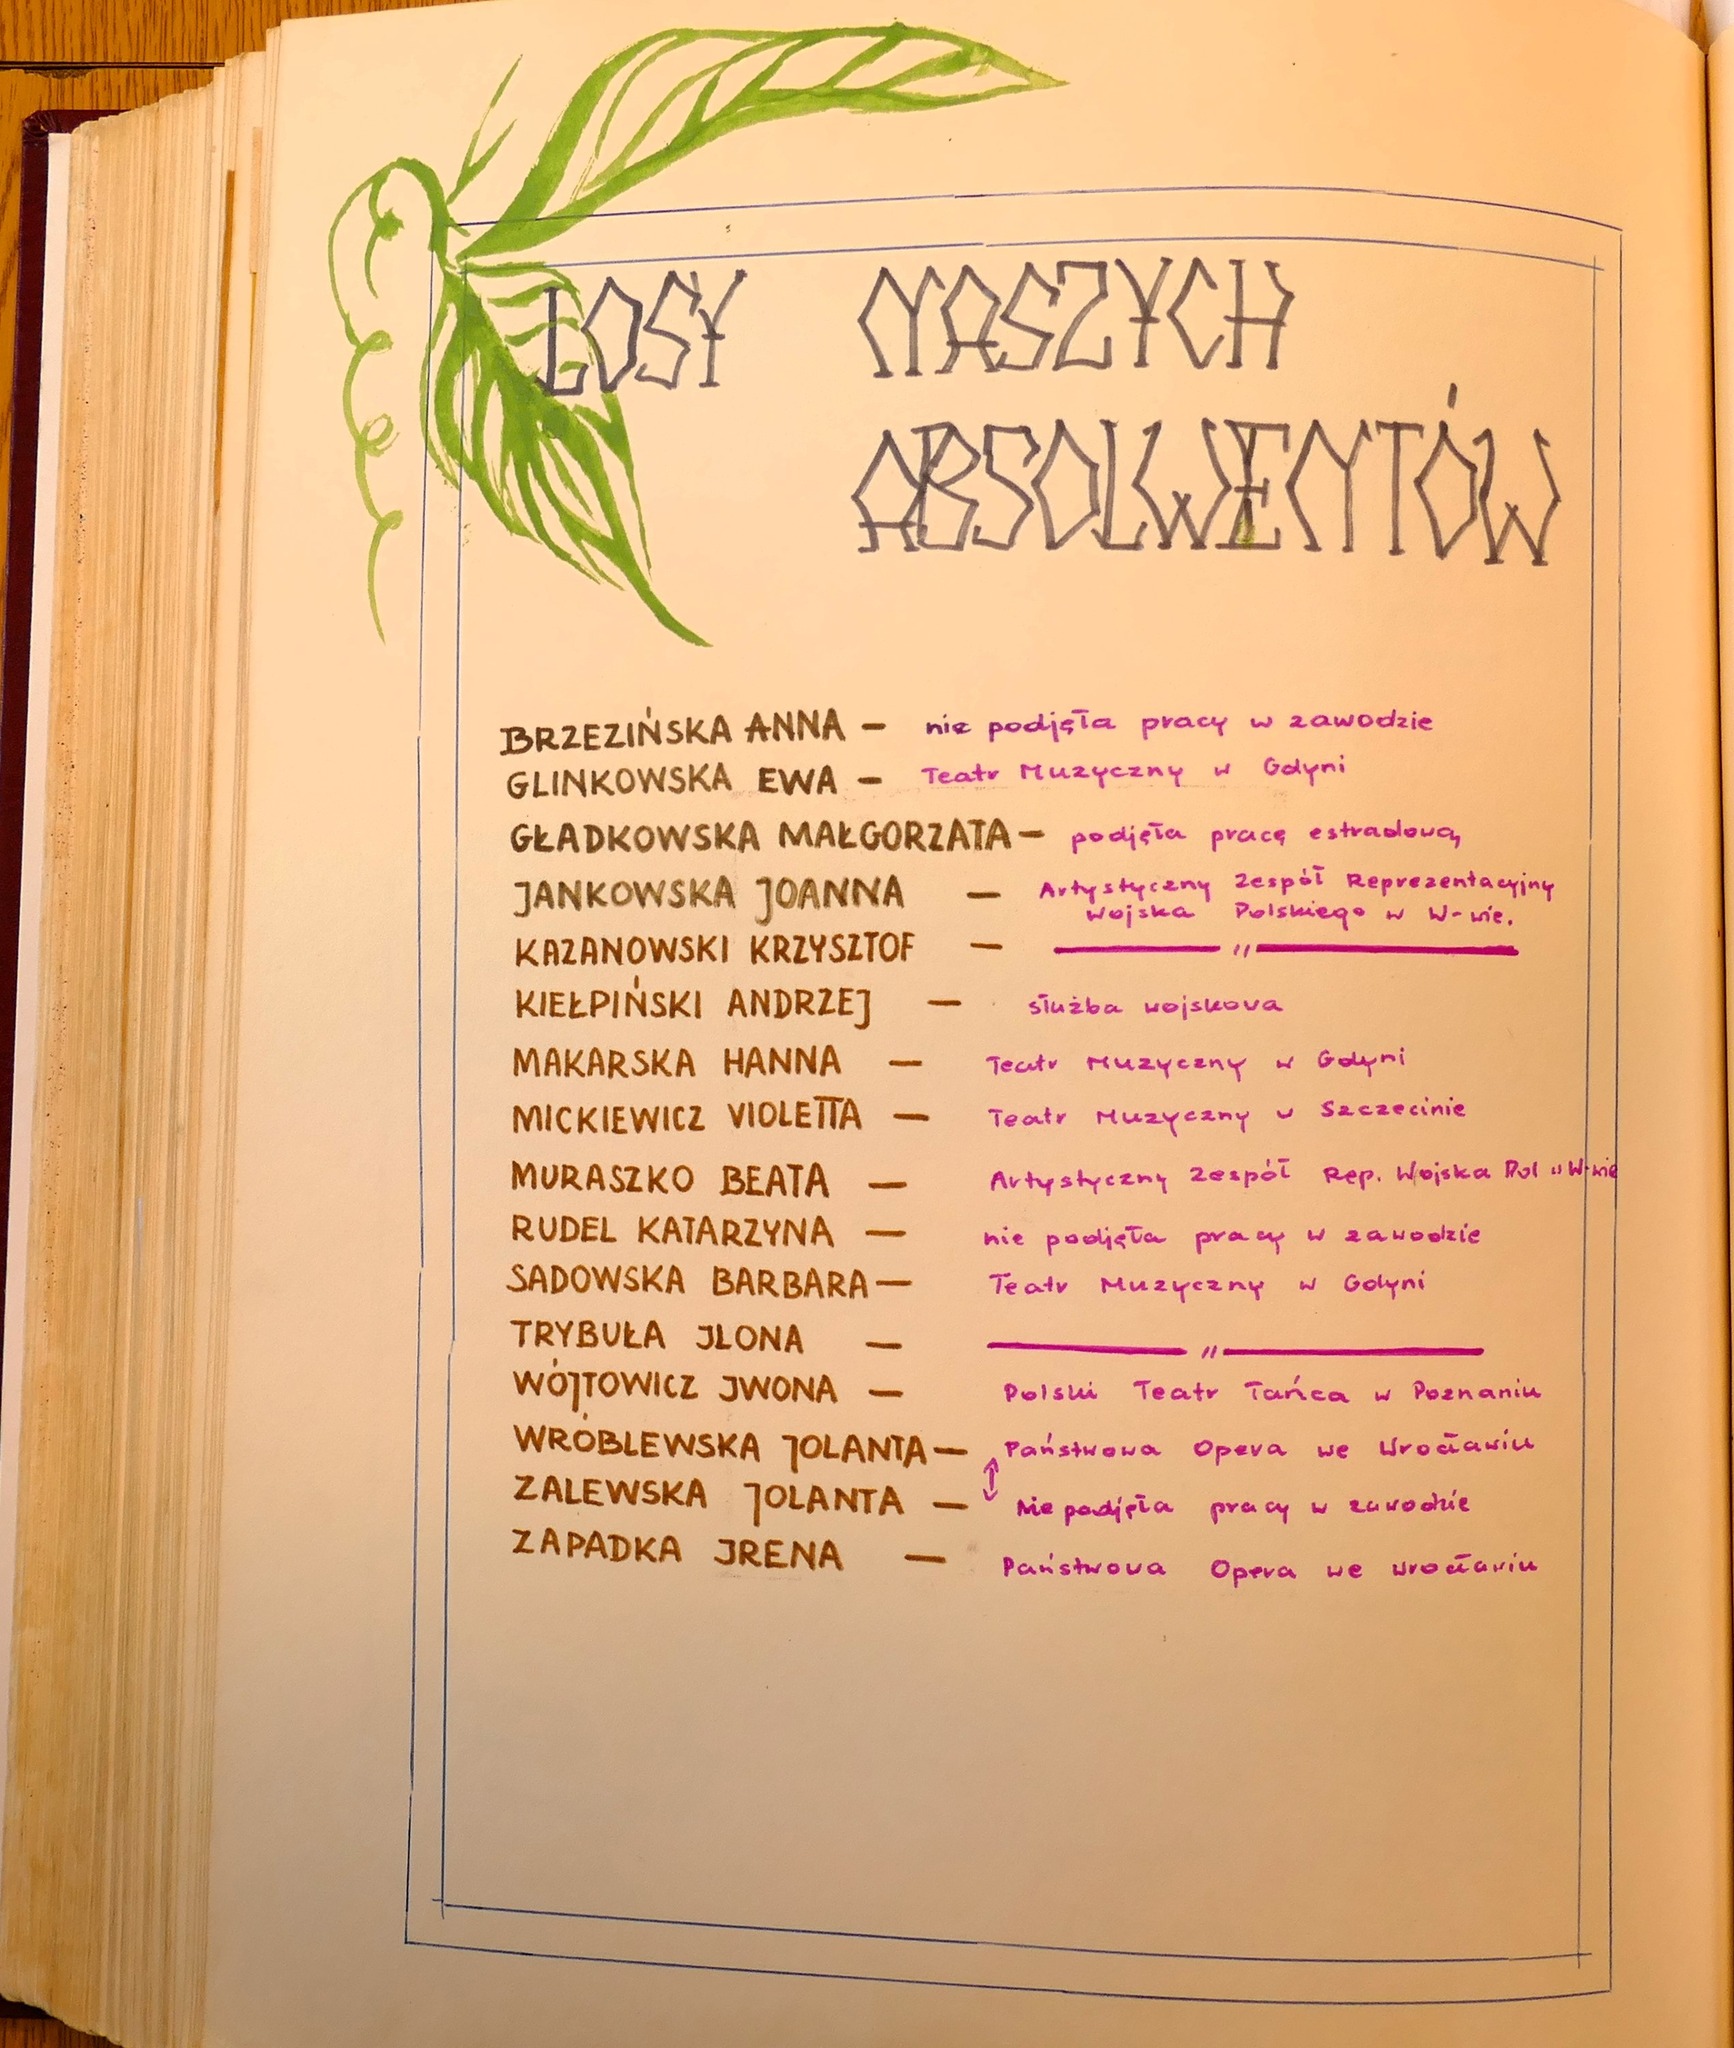 LOSY NASZYCH
ABSOLWENTÓW
BRZEZIŃSKA ANNA – nie podjęła pracy w zawodzie
GLINKOWSKA EWA – Teatr Muzyczny w Gdyni
GŁADKOWSKA MAŁGORZATA – podjęła pracę estradową
JANKOWSKA JOANNA – Artystyczny Zespół Reprezentacyjny
Wojska Polskiego w W-wie.
KAZANOWSKI KRZYSZTOF – — " —
KIEŁPIŃSKI ANDRZEJ – służba wojskowa
MAKARSKA HANNA – Teatr Muzyczny w Gdyni
MICKIEWICZ VIOLETTA – Teatr Muzyczny w Szczecinie
MURASZKO BEATA – Artystyczny Zespół Rep. Wojska Pol w W-wie
RUDEL KATARZYNA – nie podjęła pracy w zawodzie
SADOWSKA BARBARA – Teatr Muzyczny w Gdyni
TRYBUŁA JLONA – — " —
WÓJTOWICZ JWONA – Polski Teatr Tańca w Poznaniu
WRÓBLEWSKA JOLANTA – Państwowa Opera we Wrocławiu
ZALEWSKA JOLANTA – Nie podjęła pracy w zawodzie
ZAPADKA JRENA – Państwowa Opera we Wrocławiu